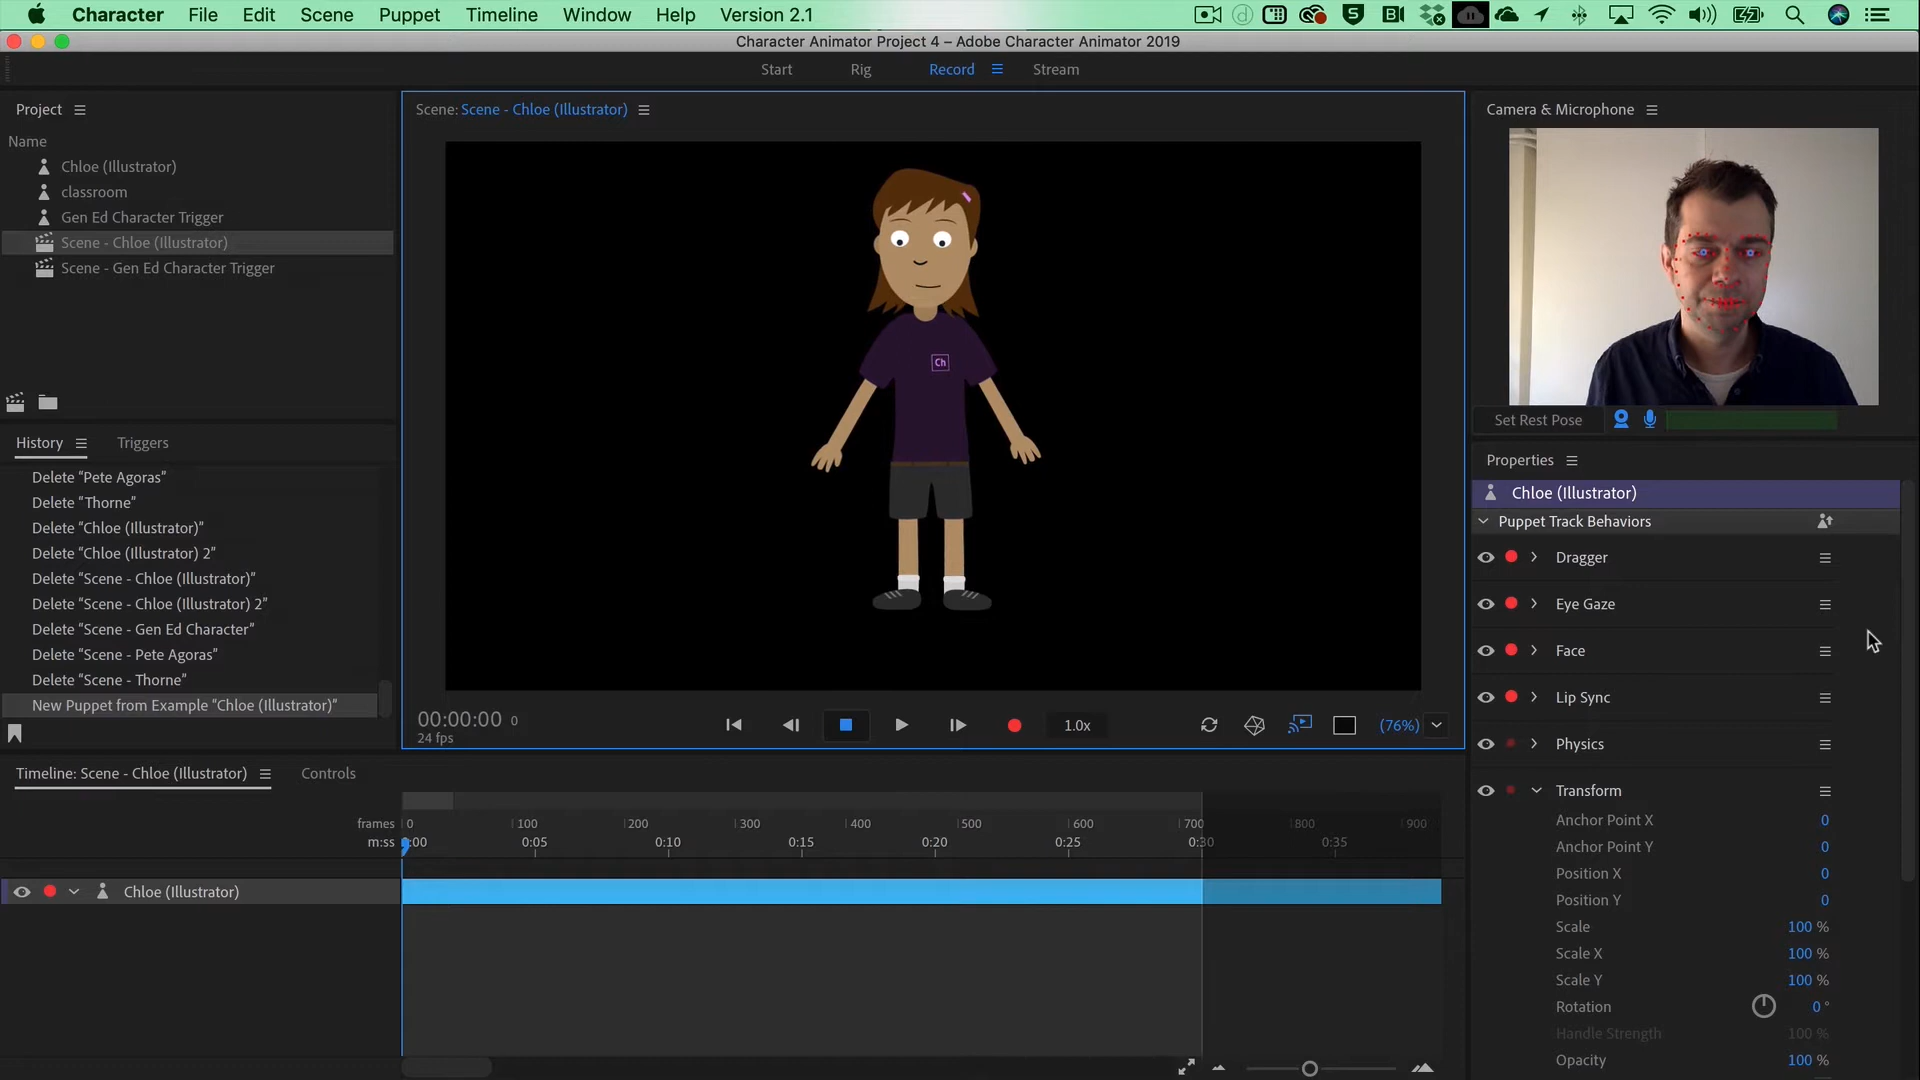 Character File Edit Scene Puppet Timeline Window Help Version 2.1
Character Animator Project 4 – Adobe Character Animator 2019
Start Rig Record Stream
Project
Name
Chloe (Illustrator)
classroom
Gen Ed Character Trigger
Scene - Chloe (Illustrator)
Scene - Gen Ed Character Trigger
History Triggers
Delete “Pete Agoras”
Delete “Thorne”
Delete “Chloe (Illustrator)”
Delete “Chloe (Illustrator) 2”
Delete “Scene - Chloe (Illustrator)”
Delete “Scene - Chloe (Illustrator) 2”
Delete “Scene - Gen Ed Character”
Delete “Scene - Pete Agoras”
Delete “Scene - Thorne”
New Puppet from Example “Chloe (Illustrator)”
Scene: Scene - Chloe (Illustrator)
Ch
00:00:00 0
24 fps
1.0x
(76%)
Camera & Microphone
Set Rest Pose
Properties
Chloe (Illustrator)
Puppet Track Behaviors
Dragger
Eye Gaze
Face
Lip Sync
Physics
Transform
Anchor Point X 0
Anchor Point Y 0
Position X 0
Position Y 0
Scale 100 %
Scale X 100 %
Scale Y 100 %
Rotation 0 °
Handle Strength 100 %
Opacity 100 %
Timeline: Scene - Chloe (Illustrator) Controls
frames 0 100 200 300 400 500 600 700 800 900
m:ss :00 0:05 0:10 0:15 0:20 0:25 0:30 0:35
Chloe (Illustrator)